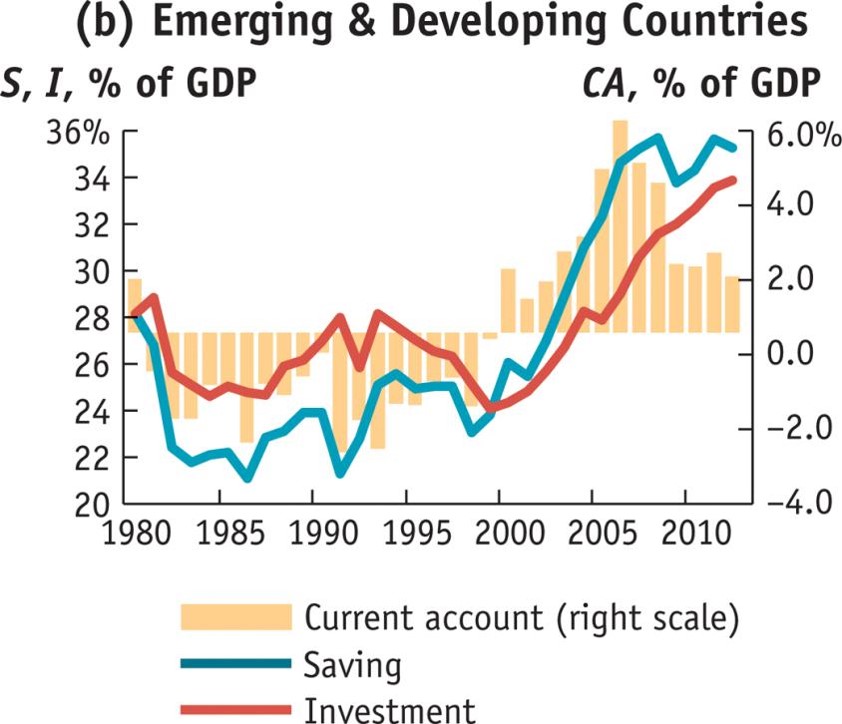 (b) Emerging & Developing Countries
S, I, % of GDP CA, % of GDP
36% 6.0%
34
32 4.0
30 2.0
28
26 0.0
24
22 −2.0
20 −4.0
1980 1985 1990 1995 2000 2005 2010
Current account (right scale)
Saving
Investment